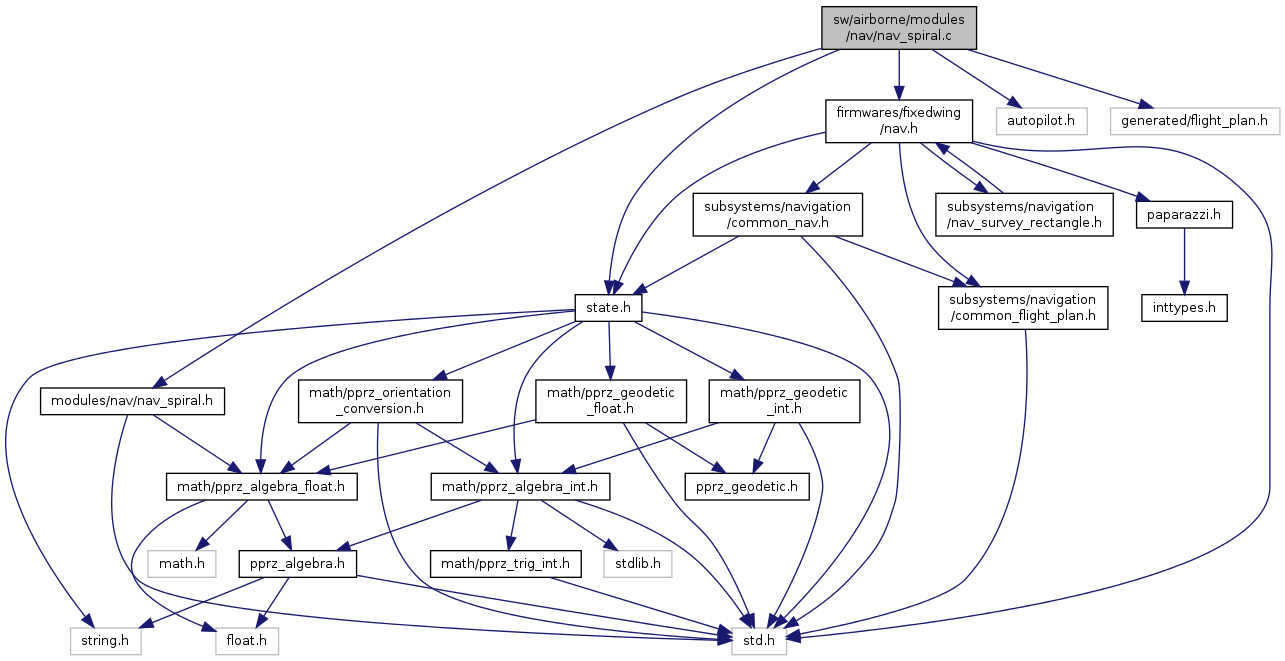 sw/airborne/modules
/nav/nav_spiral.c
firmwares/fixedwing
/nav.h
autopilot.h
generated/flight_plan.h
subsystems/navigation
/common_nav.h
subsystems/navigation
/nav_survey_rectangle.h
paparazzi.h
state.h
subsystems/navigation
/common_flight_plan.h
inttypes.h
modules/nav/nav_spiral.h
math/pprz_orientation
_conversion.h
math/pprz_geodetic
_float.h
math/pprz_geodetic
_int.h
math/pprz_algebra_float.h
math/pprz_algebra_int.h
pprz_geodetic.h
math.h
pprz_algebra.h
math/pprz_trig_int.h
stdlib.h
string.h
float.h
std.h